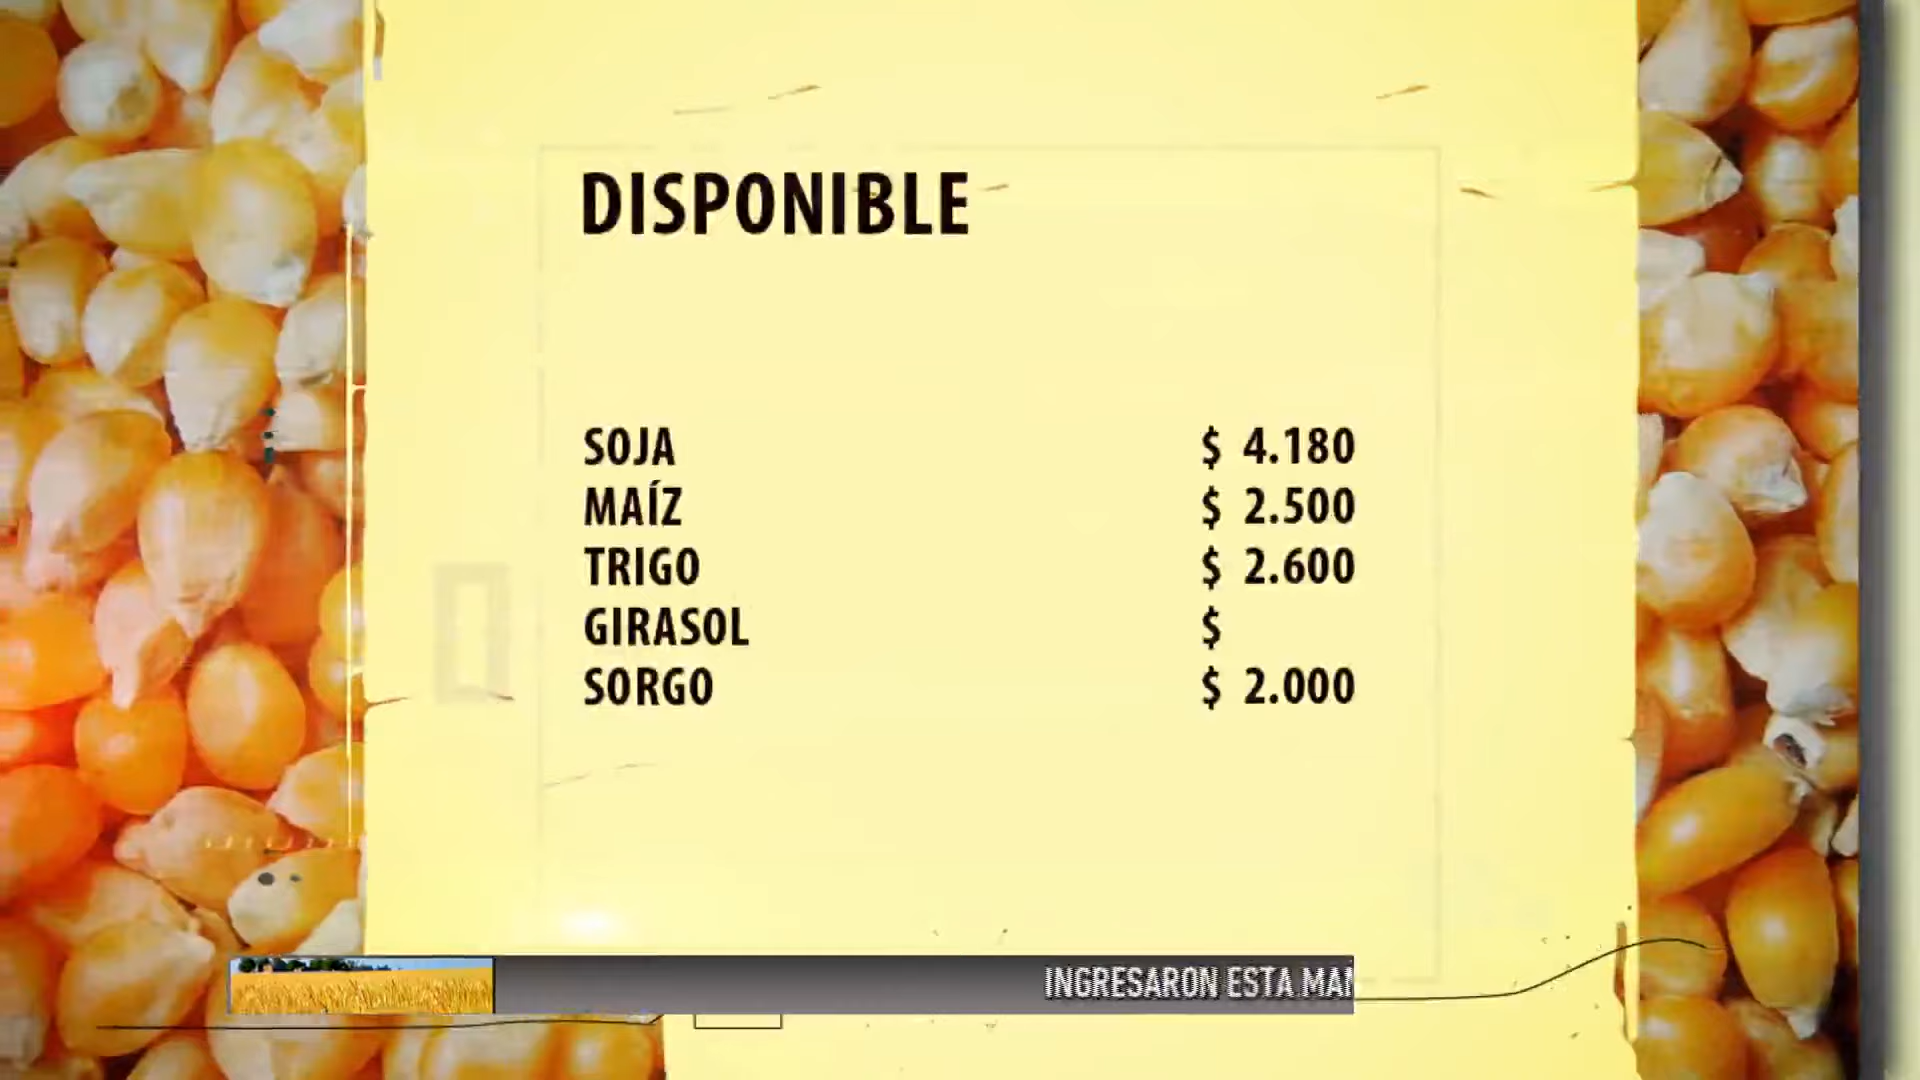 DISPONIBLE
SOJA $ 4.180
MAÍZ $ 2.500
TRIGO $ 2.600
GIRASOL $
SORGO $ 2.000
INGRESARON ESTA